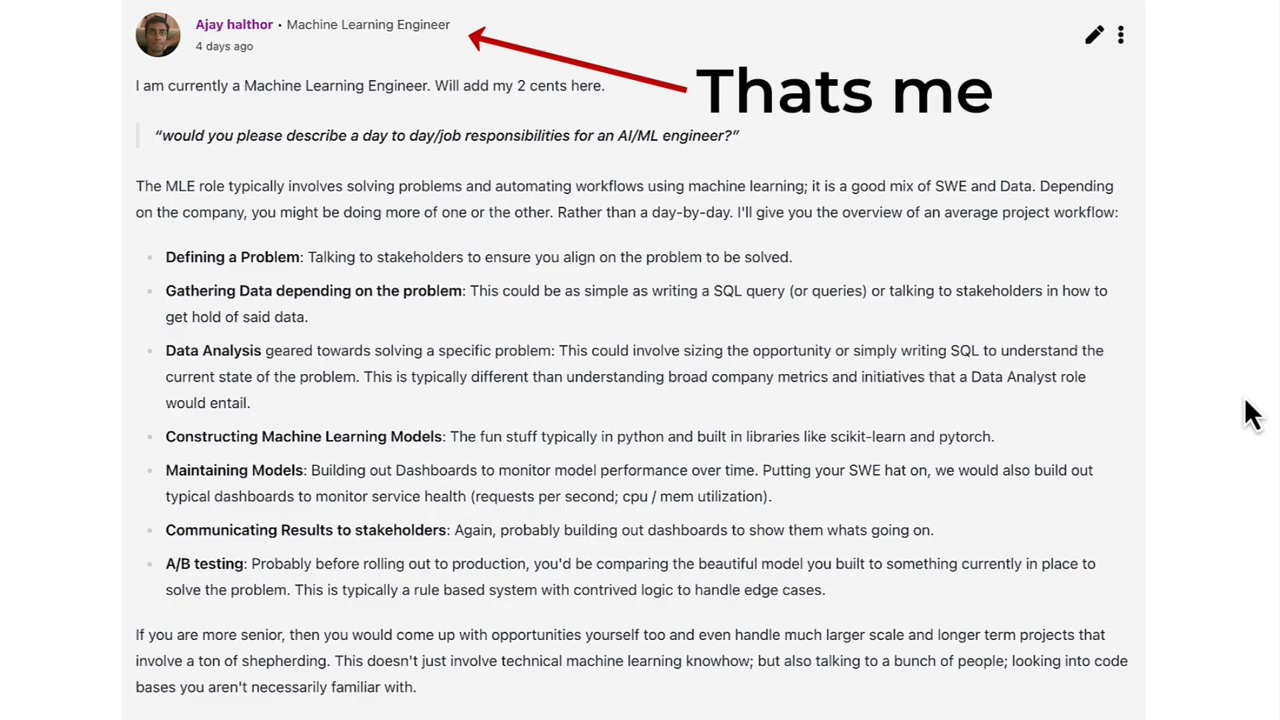 Ajay halthor • Machine Learning Engineer
4 days ago
Thats me
I am currently a Machine Learning Engineer. Will add my 2 cents here.
“would you please describe a day to day/job responsibilities for an AI/ML engineer?”
The MLE role typically involves solving problems and automating workflows using machine learning; it is a good mix of SWE and Data. Depending
on the company, you might be doing more of one or the other. Rather than a day-by-day. I'll give you the overview of an average project workflow:
• Defining a Problem: Talking to stakeholders to ensure you align on the problem to be solved.
• Gathering Data depending on the problem: This could be as simple as writing a SQL query (or queries) or talking to stakeholders in how to
get hold of said data.
• Data Analysis geared towards solving a specific problem: This could involve sizing the opportunity or simply writing SQL to understand the
current state of the problem. This is typically different than understanding broad company metrics and initiatives that a Data Analyst role
would entail.
• Constructing Machine Learning Models: The fun stuff typically in python and built in libraries like scikit-learn and pytorch.
• Maintaining Models: Building out Dashboards to monitor model performance over time. Putting your SWE hat on, we would also build out
typical dashboards to monitor service health (requests per second; cpu / mem utilization).
• Communicating Results to stakeholders: Again, probably building out dashboards to show them whats going on.
• A/B testing: Probably before rolling out to production, you'd be comparing the beautiful model you built to something currently in place to
solve the problem. This is typically a rule based system with contrived logic to handle edge cases.
If you are more senior, then you would come up with opportunities yourself too and even handle much larger scale and longer term projects that
involve a ton of shepherding. This doesn't just involve technical machine learning knowhow; but also talking to a bunch of people; looking into code
bases you aren't necessarily familiar with.